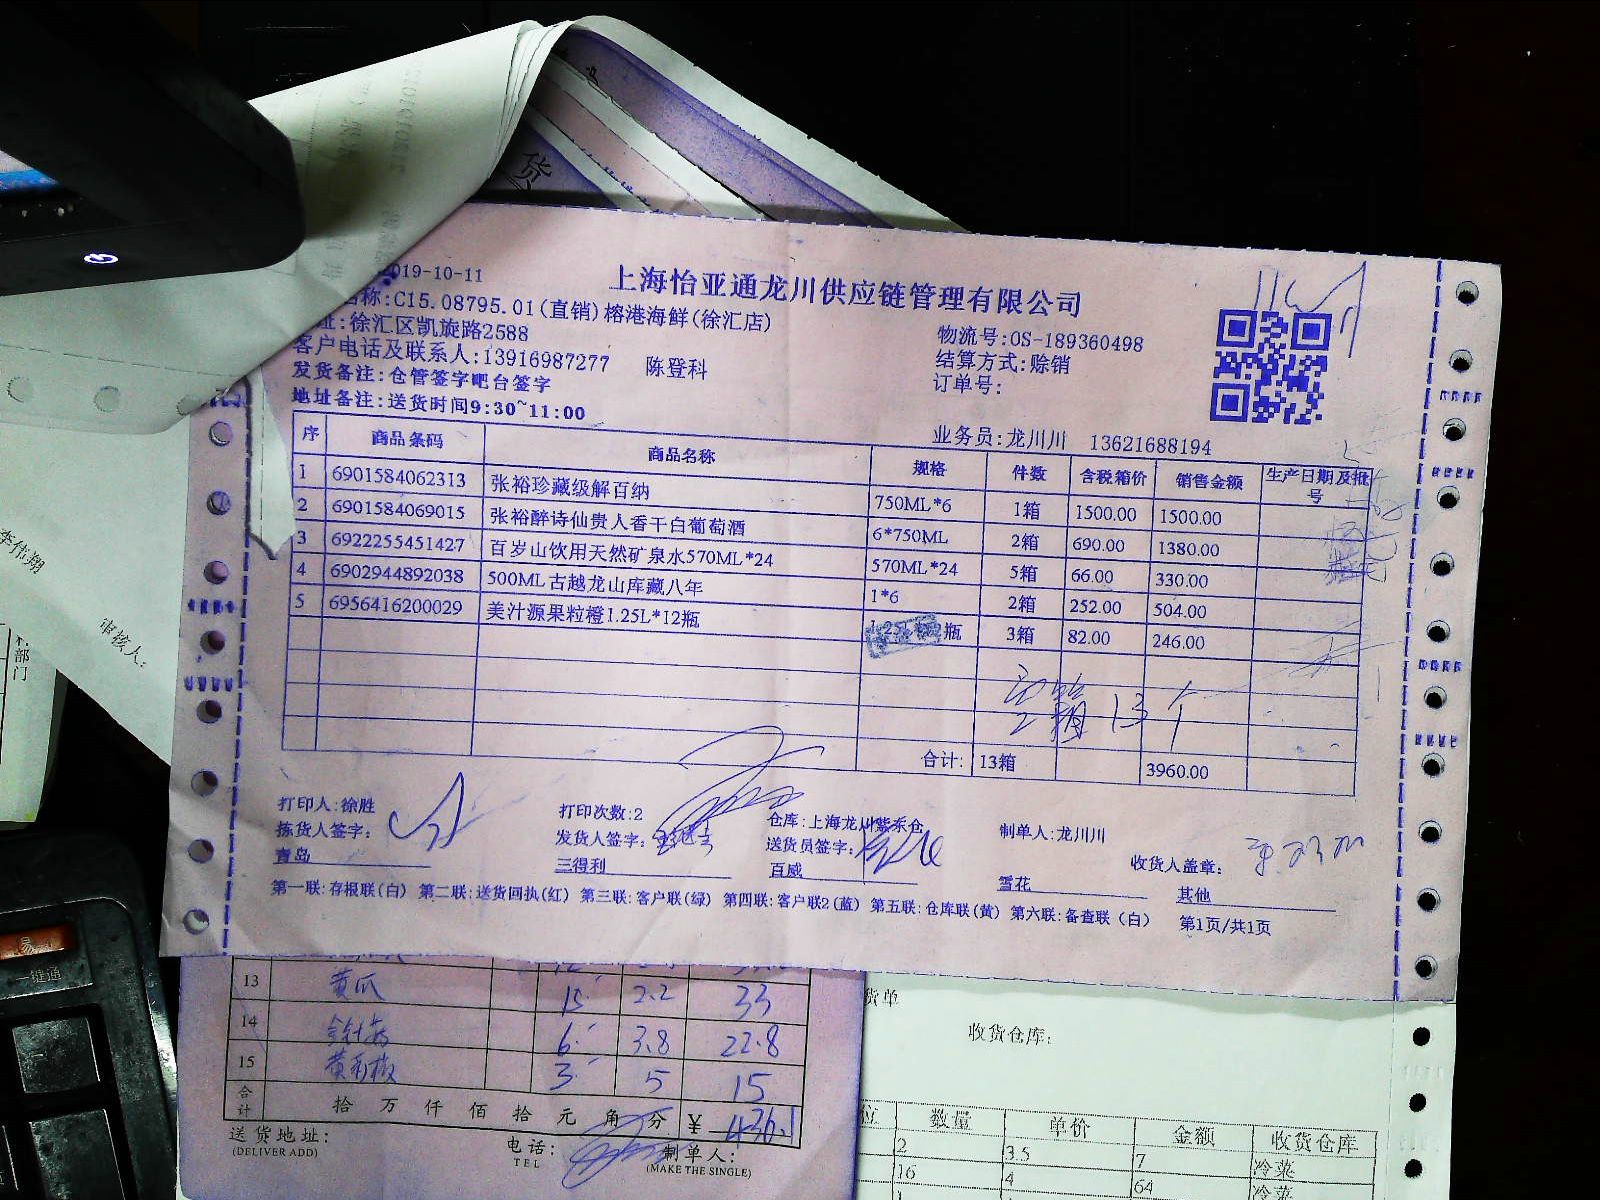 货
上海怡亚通龙川供应链管理有限公司
019-10-11
称:C15.08795.01(直销)榕港海鲜(徐汇店)
址:徐汇区凯旋路2588
客户电话及联系人:13916987277 陈登科
发货备注:仓管签字吧台签字
地址备注:送货时间9:30~11:00
物流号:OS-189360498
结算方式:赊销
订单号:
业务员:龙川川 13621688194
序 商品条码 商品名称 规格 件数 含税箱价 销售金额 生产日期及批号
1 6901584062313 张裕珍藏级解百纳 750ML*6 1箱 1500.00 1500.00
2 6901584069015 张裕醉诗仙贵人香干白葡萄酒 6*750ML 2箱 690.00 1380.00
3 6922255451427 百岁山饮用天然矿泉水570ML*24 570ML*24 5箱 66.00 330.00
4 6902944892038 500ML古越龙山库藏八年 1*6 2箱 252.00 504.00
5 6956416200029 美汁源果粒橙1.25L*12瓶 瓶 3箱 82.00 246.00
13个
合计: 13箱 3960.00
打印人:徐胜 打印次数:2 仓库:上海龙川紫东仓 制单人:龙川川
拣货人签字: 发货人签字: 送货员签字: 收货人盖章:
青岛 三得利 百威 雪花 其他
第一联:存根联(白) 第二联:送货回执(红) 第三联:客户联(绿) 第四联:客户联2(蓝) 第五联:仓库联(黄) 第六联:备查联(白) 第1页/共1页
李伟翔
审核人:
部门
一键通
13 黄瓜 15 2.2 33
14 金针菇 6 3.8 22.8
15 3 5 15
合计 拾 万 仟 佰 拾 元 角 分 ¥ 436.1
送货地址:
(DELIVER ADD)
电话:
TEL
制单人:
(MAKE THE SINGLE)
货单
收货仓库:
位 数量 单价 金额 收货仓库
2 3.5 7 冷菜
16 4 64 冷菜